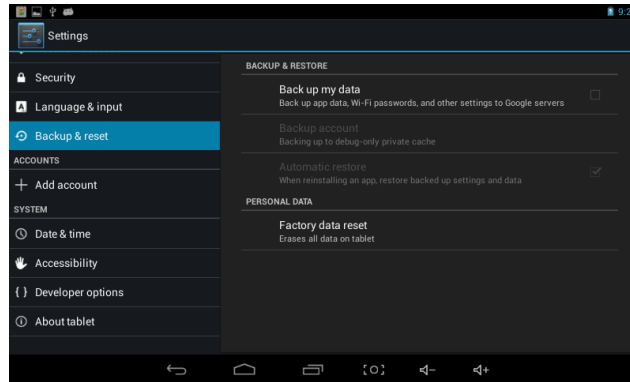 9:2
Settings
Security
Language & input
Backup & reset
ACCOUNTS
Add account
SYSTEM
Date & time
Accessibility
Developer options
About tablet
BACKUP & RESTORE
Back up my data
Back up app data, Wi-Fi passwords, and other settings to Google servers
Backup account
Backing up to debug-only private cache
Automatic restore
When reinstalling an app, restore backed up settings and data
PERSONAL DATA
Factory data reset
Erases all data on tablet